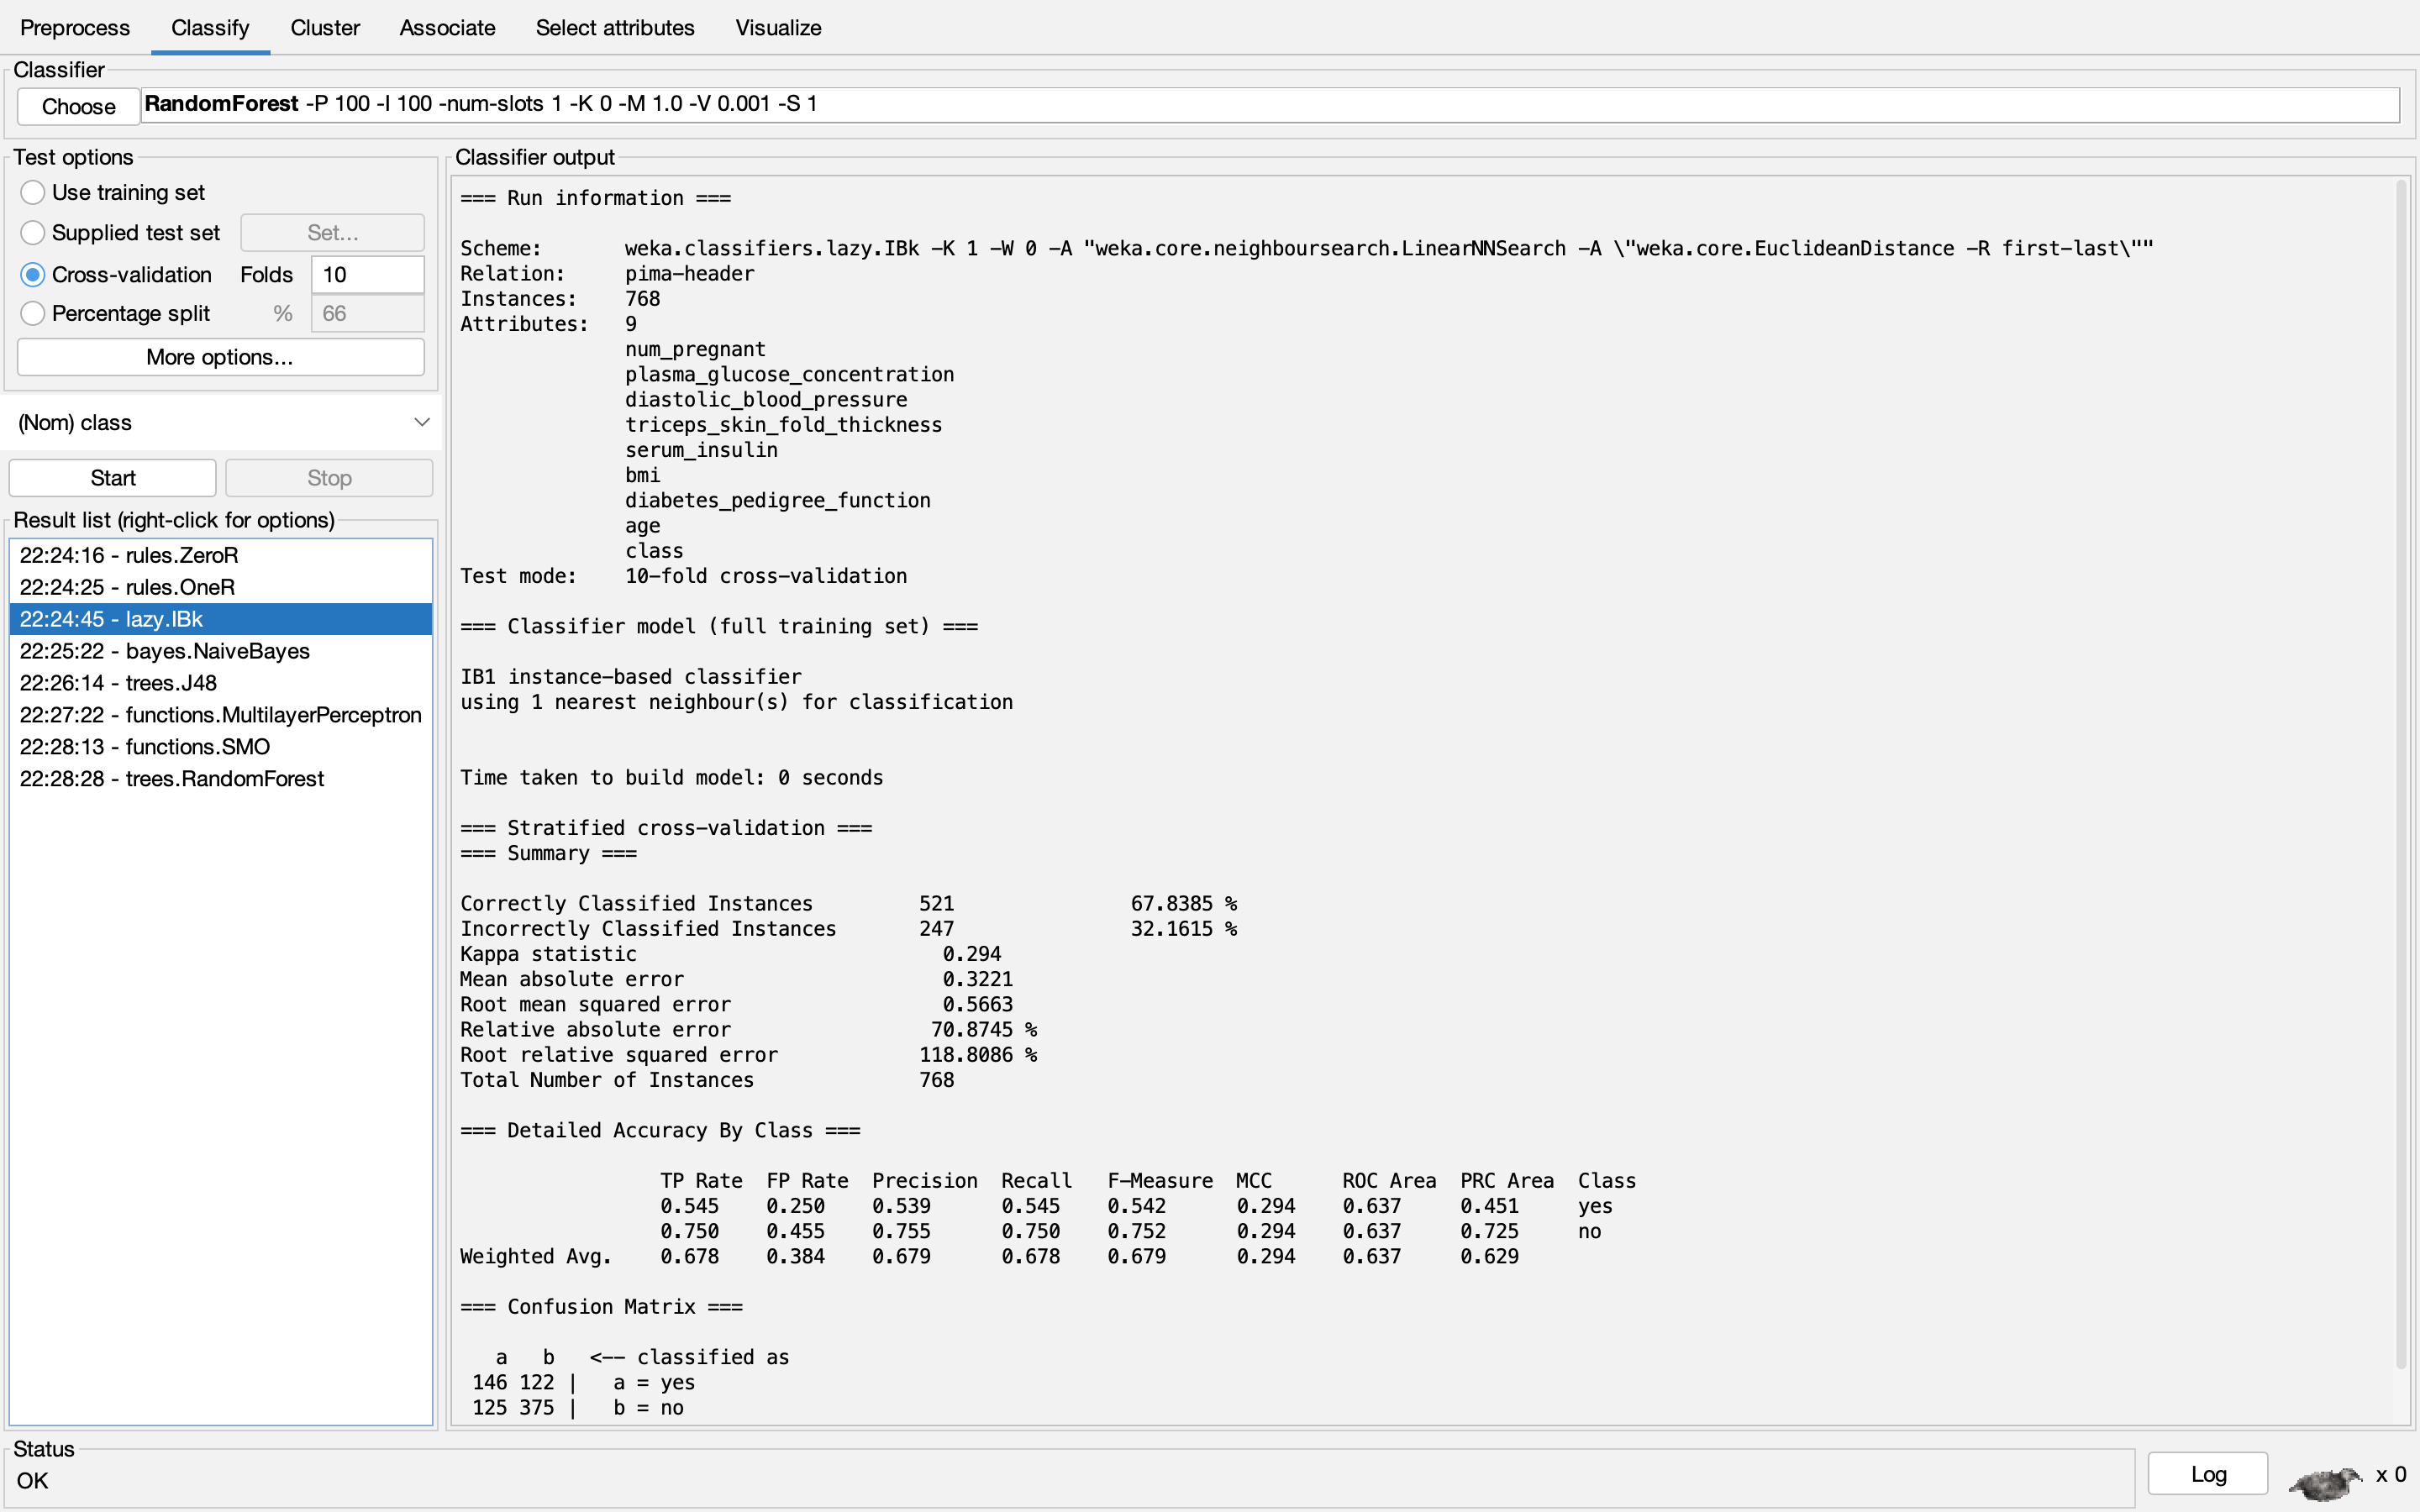 Preprocess Classify Cluster Associate Select attributes Visualize
Classifier
Choose RandomForest -P 100 -I 100 -num-slots 1 -K 0 -M 1.0 -V 0.001 -S 1
Test options
Use training set
Supplied test set Set...
Cross-validation Folds 10
Percentage split % 66
More options...
(Nom) class
Start Stop
Result list (right-click for options)
22:24:16 - rules.ZeroR
22:24:25 - rules.OneR
22:24:45 - lazy.IBk
22:25:22 - bayes.NaiveBayes
22:26:14 - trees.J48
22:27:22 - functions.MultilayerPerceptron
22:28:13 - functions.SMO
22:28:28 - trees.RandomForest
Classifier output
=== Run information ===
Scheme: weka.classifiers.lazy.IBk -K 1 -W 0 -A "weka.core.neighboursearch.LinearNNSearch -A \"weka.core.EuclideanDistance -R first-last\""
Relation: pima-header
Instances: 768
Attributes: 9
num_pregnant
plasma_glucose_concentration
diastolic_blood_pressure
triceps_skin_fold_thickness
serum_insulin
bmi
diabetes_pedigree_function
age
class
Test mode: 10-fold cross-validation
=== Classifier model (full training set) ===
IB1 instance-based classifier
using 1 nearest neighbour(s) for classification
Time taken to build model: 0 seconds
=== Stratified cross-validation ===
=== Summary ===
Correctly Classified Instances 521 67.8385 %
Incorrectly Classified Instances 247 32.1615 %
Kappa statistic 0.294
Mean absolute error 0.3221
Root mean squared error 0.5663
Relative absolute error 70.8745 %
Root relative squared error 118.8086 %
Total Number of Instances 768
=== Detailed Accuracy By Class ===
TP Rate FP Rate Precision Recall F-Measure MCC ROC Area PRC Area Class
0.545 0.250 0.539 0.545 0.542 0.294 0.637 0.451 yes
0.750 0.455 0.755 0.750 0.752 0.294 0.637 0.725 no
Weighted Avg. 0.678 0.384 0.679 0.678 0.679 0.294 0.637 0.629
=== Confusion Matrix ===
a b <-- classified as
146 122 | a = yes
125 375 | b = no
Status
OK
Log x 0